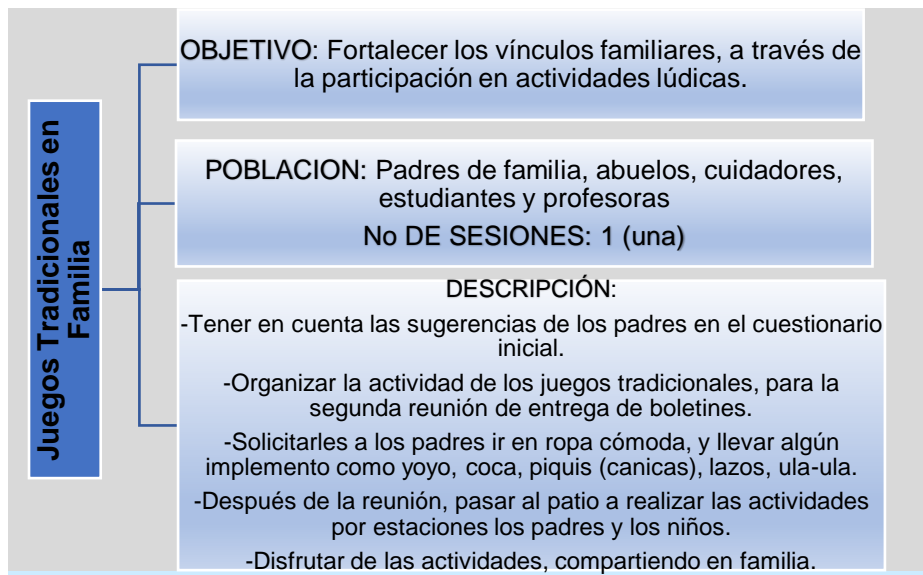 Juegos Tradicionales en
Familia
OBJETIVO: Fortalecer los vínculos familiares, a través de
la participación en actividades lúdicas.
POBLACION: Padres de familia, abuelos, cuidadores,
estudiantes y profesoras
No DE SESIONES: 1 (una)
DESCRIPCIÓN:
-Tener en cuenta las sugerencias de los padres en el cuestionario
inicial.
-Organizar la actividad de los juegos tradicionales, para la
segunda reunión de entrega de boletines.
-Solicitarles a los padres ir en ropa cómoda, y llevar algún
implemento como yoyo, coca, piquis (canicas), lazos, ula-ula.
-Después de la reunión, pasar al patio a realizar las actividades
por estaciones los padres y los niños.
-Disfrutar de las actividades, compartiendo en familia.